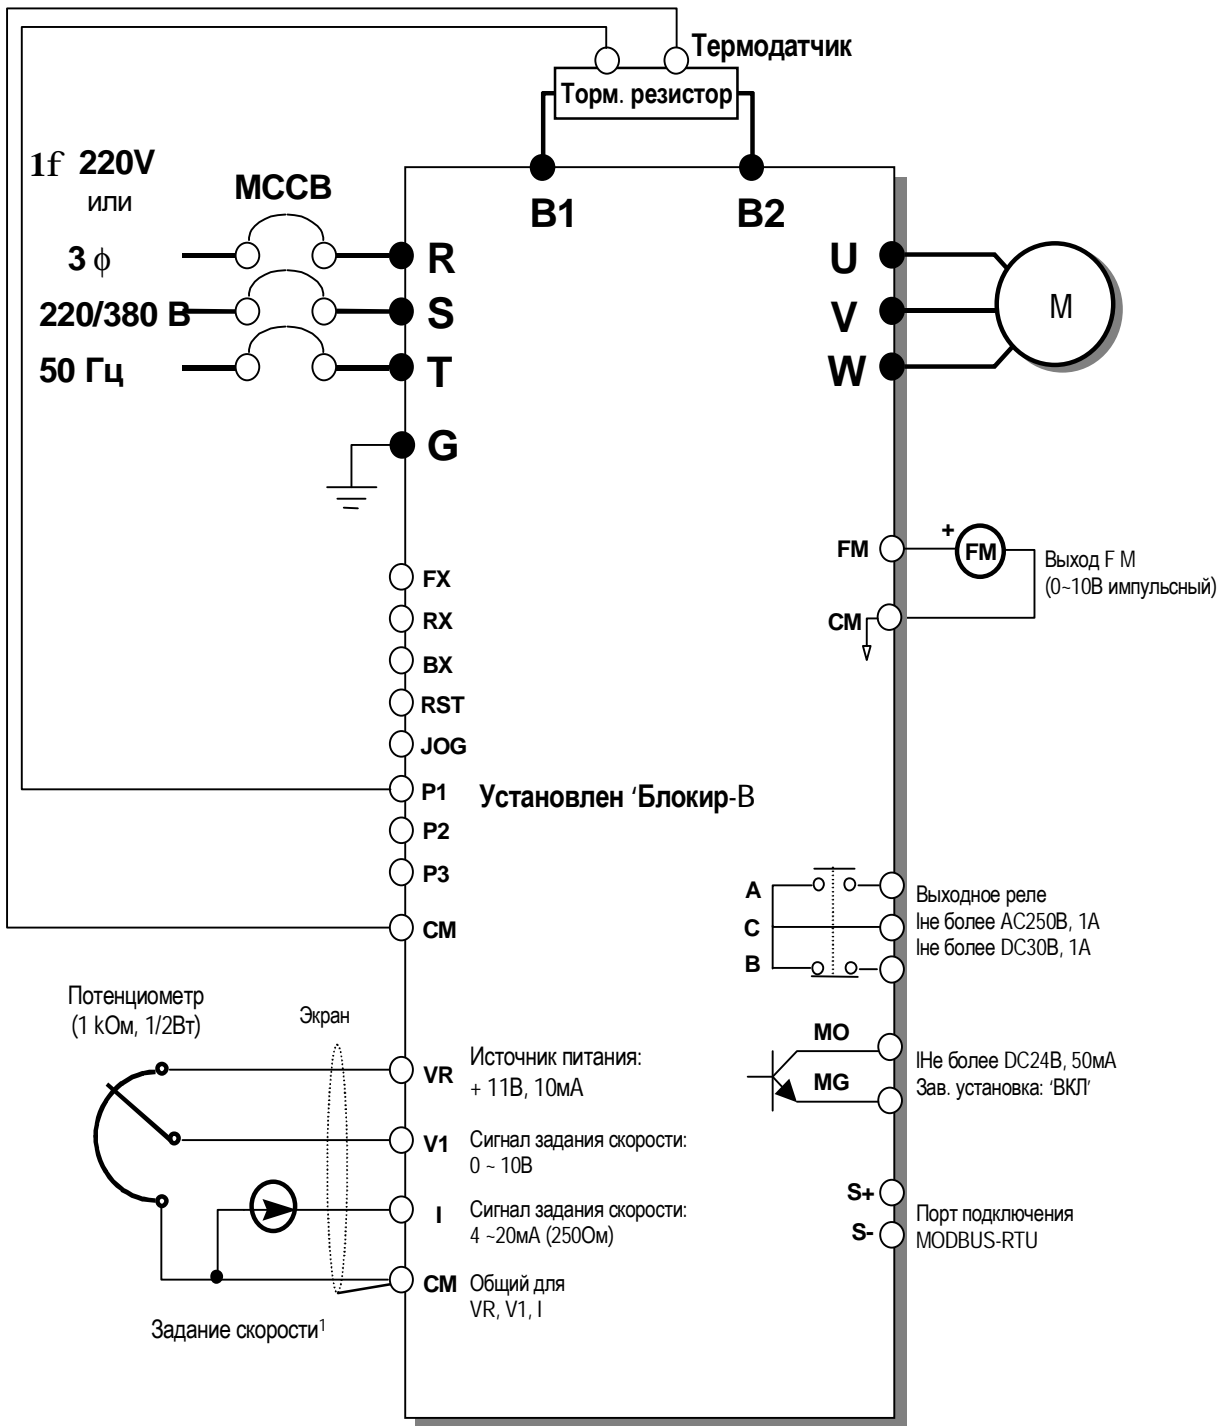 Термодатчик
Торм. резистор
1f 220V
или
3 ϕ
220/380 В
50 Гц
MCCB
B1
B2
R
S
T
G
U
V
W
M
FX
RX
BX
RST
JOG
P1
Установлен ‘Блокир-В
P2
P3
CM
FM
+
FM
Выход F M
(0~10В импульсный)
CM
A
C
B
Выходное реле
Iне более AC250В, 1А
Iне более DC30В, 1А
MO
MG
IНе более DC24В, 50мА
Зав. установка: ‘ВКЛ’
S+
S-
Порт подключения
MODBUS-RTU
Потенциометр
(1 kОм, 1/2Вт)
Экран
VR
Источник питания:
+ 11В, 10мА
V1
Сигнал задания скорости:
0 ~ 10В
I
Сигнал задания скорости:
4 ~20мА (250Ом)
CM
Общий для
VR, V1, I
Задание скорости¹